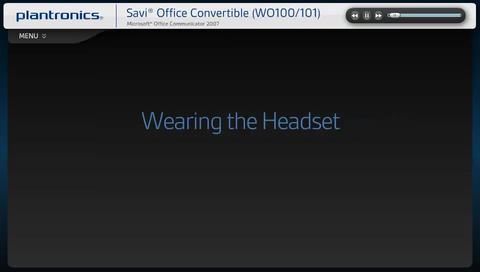 plantronics®
Savi® Office Convertible (WO100/101)
Microsoft® Office Communicator 2007
MENU
Wearing the Headset